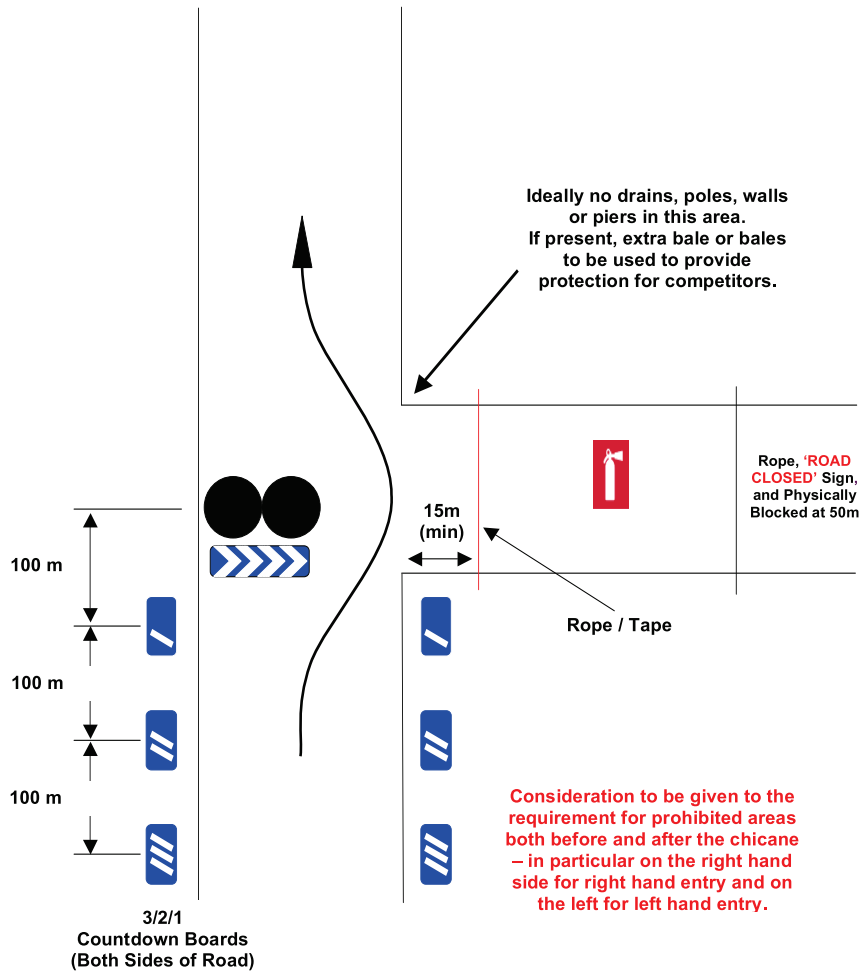 Ideally no drains, poles, walls
or piers in this area.
If present, extra bale or bales
to be used to provide
protection for competitors.
Rope, ‘ROAD
CLOSED’ Sign,
and Physically
Blocked at 50m
15m
(min)
100 m
Rope / Tape
100 m
100 m
Consideration to be given to the
requirement for prohibited areas
both before and after the chicane
– in particular on the right hand
side for right hand entry and on
the left for left hand entry.
3/2/1
Countdown Boards
(Both Sides of Road)